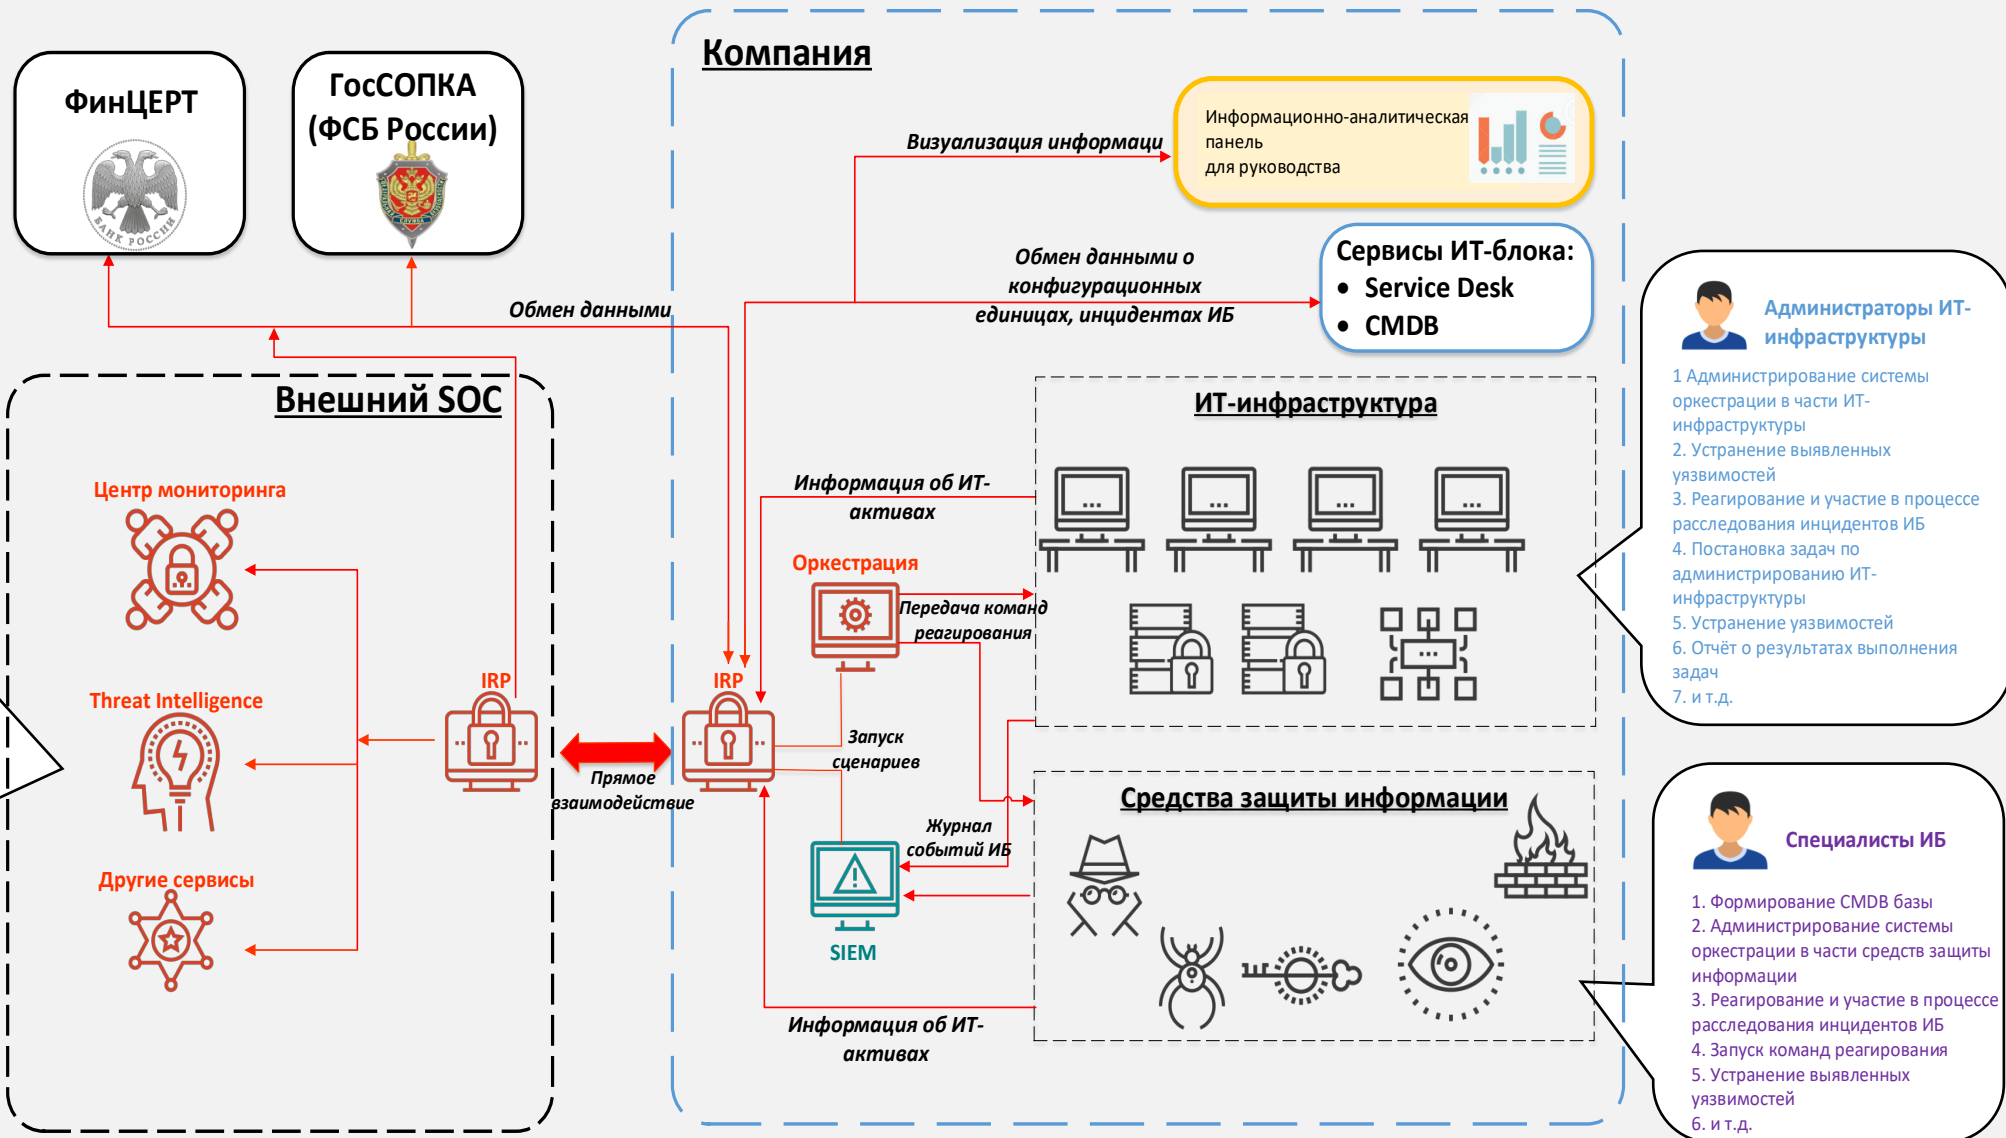 Компания
ФинЦЕРТ
БАНК РОССИИ
ГосСОПКА
(ФСБ России)
Визуализация информаци
Информационно-аналитическая
панель
для руководства
Обмен данными
Обмен данными о
конфигурационных
единицах, инцидентах ИБ
Сервисы ИТ-блока:
• Service Desk
• CMDB
Внешний SOC
Центр мониторинга
Threat Intelligence
Другие сервисы
IRP
Прямое
взаимодействие
IRP
Информация об ИТ-
активах
Оркестрация
Передача команд
реагирования
Запуск
сценариев
Журнал
событий ИБ
SIEM
Информация об ИТ-
активах
ИТ-инфраструктура
Средства защиты информации
Администраторы ИТ-
инфраструктуры
1 Администрирование системы
оркестрации в части ИТ-
инфраструктуры
2. Устранение выявленных
уязвимостей
3. Реагирование и участие в процессе
расследования инцидентов ИБ
4. Постановка задач по
администрированию ИТ-
инфраструктуры
5. Устранение уязвимостей
6. Отчёт о результатах выполнения
задач
7. и т.д.
Специалисты ИБ
1. Формирование CMDB базы
2. Администрирование системы
оркестрации в части средств защиты
информации
3. Реагирование и участие в процессе
расследования инцидентов ИБ
4. Запуск команд реагирования
5. Устранение выявленных
уязвимостей
6. и т.д.